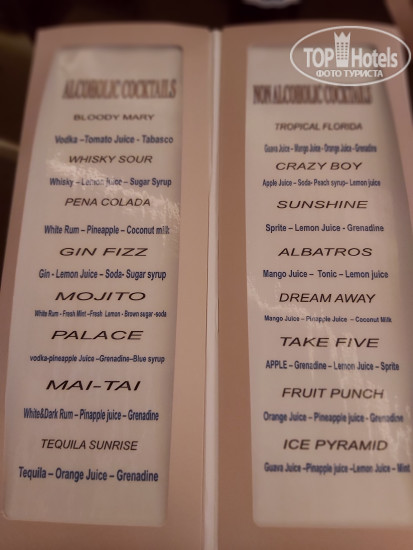 TOP Hotels
ФОТО ТУРИСТА
ALCOHOLIC COCKTAILS
BLOODY MARY
Vodka –Tomato Juice - Tabasco
WHISKY SOUR
Whisky – Lemon juice – Sugar Syrup
PENA COLADA
White Rum – Pineapple – Coconut milk
GIN FIZZ
Gin - Lemon Juice – Soda- Sugar syrup
MOJITO
White Rum - Fresh Mint –Fresh Lemon - Brown sugar -soda
PALACE
vodka-pineapple Juice –Grenadine–Blue syrup
MAI-TAI
White&Dark Rum – Pinapple juice – Grenadine
TEQUILA SUNRISE
Tequila – Orange Juice – Grenadine
NON ALCOHOLIC COCKTAILS
TROPICAL FLORIDA
Guava Juice – Mango Juice - Orange Juice - Grenadine
CRAZY BOY
Apple Juice – Soda- Peach syrup– Lemon juice
SUNSHINE
Sprite – Lemon Juice - Grenadine
ALBATROS
Mango Juice – Tonic – Lemon juice
DREAM AWAY
Mango Juice – Pineapple Juice – Coconut Milk
TAKE FIVE
APPLE – Grenadine – Lemon Juice – Sprite
FRUIT PUNCH
Orange Juice – Pineapple juice - Grenadine
ICE PYRAMID
Guava Juice –Pinapple juice –Lemon Juice – Mint